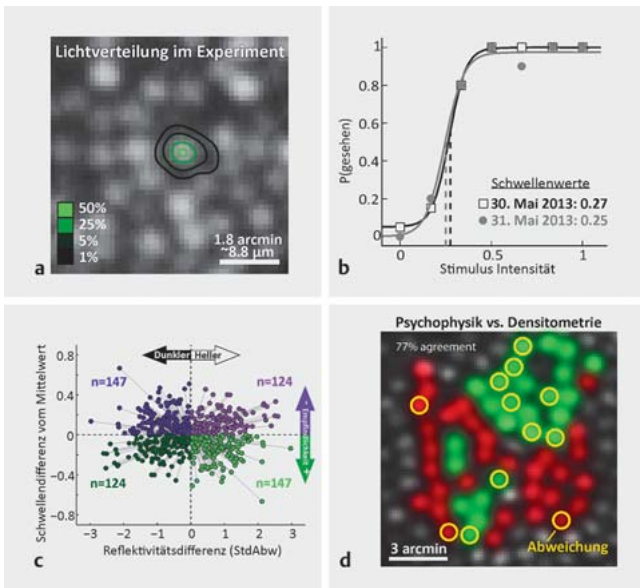 Lichtverteilung im Experiment
50%
25%
5%
1%
1.8 arcmin
~8.8 µm
a
P(gesehen)
1
0.8
0.6
0.4
0.2
0
Schwellenwerte
30. Mai 2013: 0.27
31. Mai 2013: 0.25
0
0.5
1
Stimulus Intensität
b
Schwellendifferenz vom Mittelwert
0.8
0.4
0
−0.4
−0.8
Dunkler
Heller
n=147
n=124
n=124
n=147
Empfindlichkeit
+
−3
−2
−1
0
1
2
3
Reflektivitätsdifferenz (StdAbw)
c
Psychophysik vs. Densitometrie
77% agreement
3 arcmin
Abweichung
d